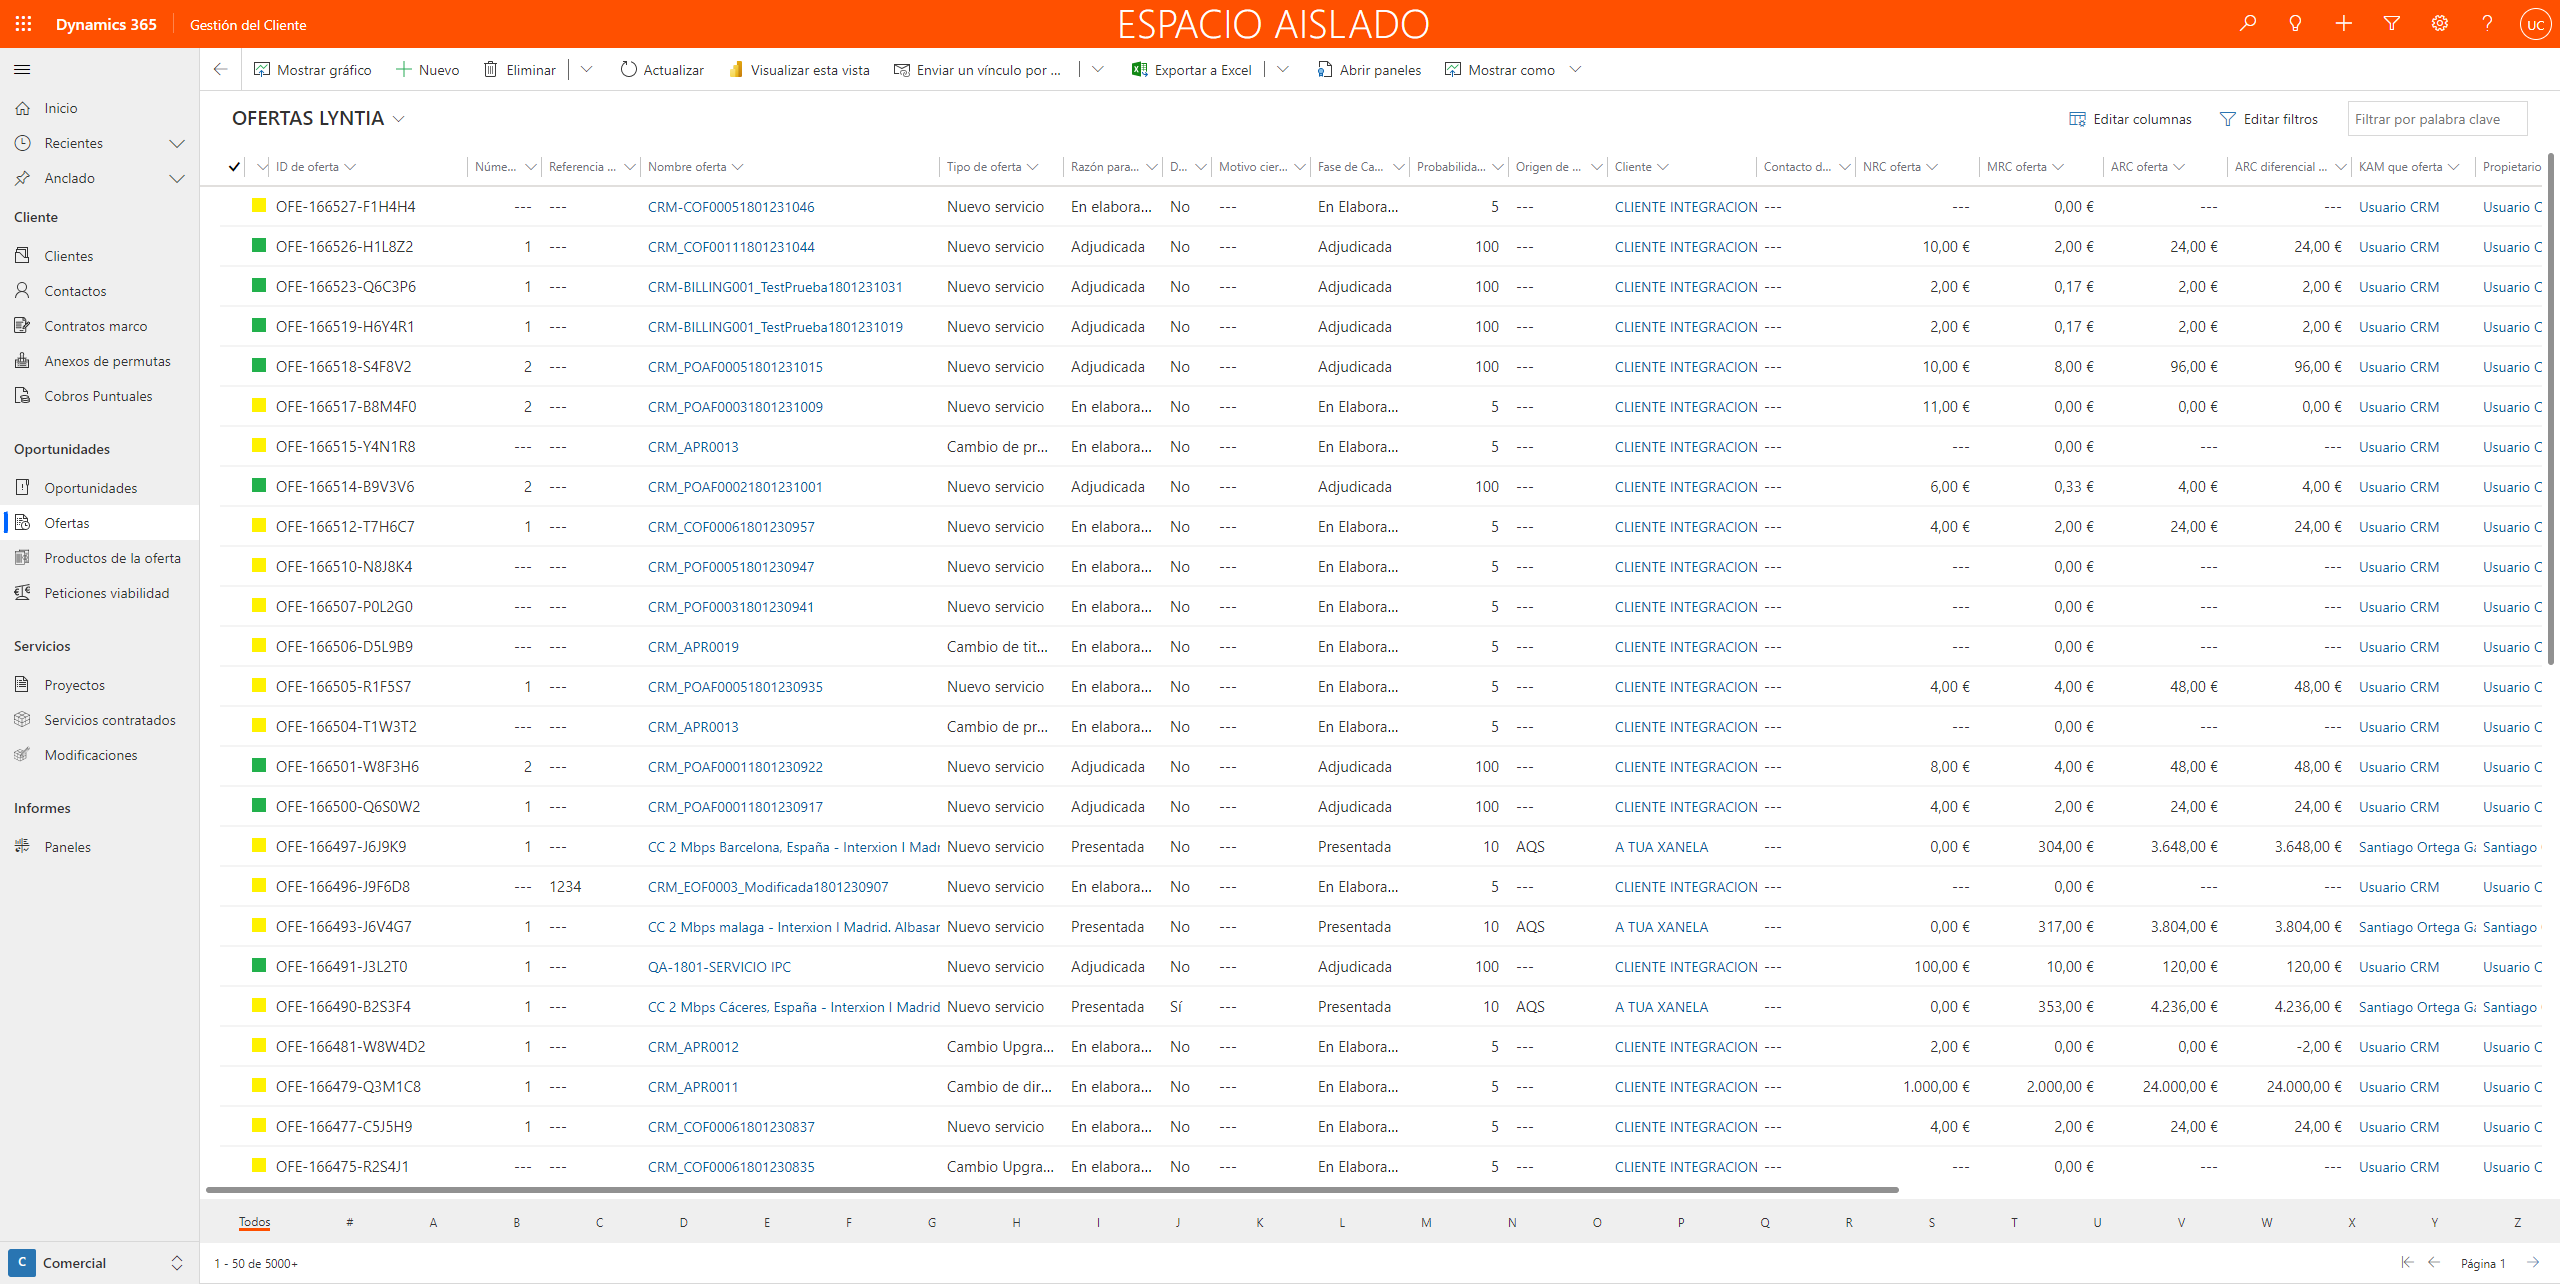 Dynamics 365 Gestión del Cliente ESPACIO AISLADO UC
Mostrar gráfico Nuevo Eliminar Actualizar Visualizar esta vista Enviar un vínculo por ... Exportar a Excel Abrir paneles Mostrar como
Inicio
Recientes
Anclado
Cliente
Clientes
Contactos
Contratos marco
Anexos de permutas
Cobros Puntuales
Oportunidades
Oportunidades
Ofertas
Productos de la oferta
Peticiones viabilidad
Servicios
Proyectos
Servicios contratados
Modificaciones
Informes
Paneles
C Comercial
OFERTAS LYNTIA Editar columnas Editar filtros Filtrar por palabra clave
ID de oferta Núme... Referencia ... Nombre oferta Tipo de oferta Razón para... D... Motivo cier... Fase de Ca... Probabilida... Origen de ... Cliente Contacto d... NRC oferta MRC oferta ARC oferta ARC diferencial ... KAM que oferta Propietario
OFE-166527-F1H4H4 --- --- CRM-COF00051801231046 Nuevo servicio En elabora... No --- En Elabora... 5 --- CLIENTE INTEGRACION --- --- 0,00 € --- --- Usuario CRM Usuario C
OFE-166526-H1L8Z2 1 --- CRM_COF00111801231044 Nuevo servicio Adjudicada No --- Adjudicada 100 --- CLIENTE INTEGRACION --- 10,00 € 2,00 € 24,00 € 24,00 € Usuario CRM Usuario C
OFE-166523-Q6C3P6 1 --- CRM-BILLING001_TestPrueba1801231031 Nuevo servicio Adjudicada No --- Adjudicada 100 --- CLIENTE INTEGRACION --- 2,00 € 0,17 € 2,00 € 2,00 € Usuario CRM Usuario C
OFE-166519-H6Y4R1 1 --- CRM-BILLING001_TestPrueba1801231019 Nuevo servicio Adjudicada No --- Adjudicada 100 --- CLIENTE INTEGRACION --- 2,00 € 0,17 € 2,00 € 2,00 € Usuario CRM Usuario C
OFE-166518-S4F8V2 2 --- CRM_POAF00051801231015 Nuevo servicio Adjudicada No --- Adjudicada 100 --- CLIENTE INTEGRACION --- 10,00 € 8,00 € 96,00 € 96,00 € Usuario CRM Usuario C
OFE-166517-B8M4F0 2 --- CRM_POAF00031801231009 Nuevo servicio En elabora... No --- En Elabora... 5 --- CLIENTE INTEGRACION --- 11,00 € 0,00 € 0,00 € 0,00 € Usuario CRM Usuario C
OFE-166515-Y4N1R8 --- --- CRM_APR0013 Cambio de pr... En elabora... No --- En Elabora... 5 --- CLIENTE INTEGRACION --- --- 0,00 € --- --- Usuario CRM Usuario C
OFE-166514-B9V3V6 2 --- CRM_POAF00021801231001 Nuevo servicio Adjudicada No --- Adjudicada 100 --- CLIENTE INTEGRACION --- 6,00 € 0,33 € 4,00 € 4,00 € Usuario CRM Usuario C
OFE-166512-T7H6C7 1 --- CRM_COF00061801230957 Nuevo servicio En elabora... No --- En Elabora... 5 --- CLIENTE INTEGRACION --- 4,00 € 2,00 € 24,00 € 24,00 € Usuario CRM Usuario C
OFE-166510-N8J8K4 --- --- CRM_POF00051801230947 Nuevo servicio En elabora... No --- En Elabora... 5 --- CLIENTE INTEGRACION --- --- 0,00 € --- --- Usuario CRM Usuario C
OFE-166507-P0L2G0 --- --- CRM_POF00031801230941 Nuevo servicio En elabora... No --- En Elabora... 5 --- CLIENTE INTEGRACION --- --- 0,00 € --- --- Usuario CRM Usuario C
OFE-166506-D5L9B9 --- --- CRM_APR0019 Cambio de tit... En elabora... No --- En Elabora... 5 --- CLIENTE INTEGRACION --- --- 0,00 € --- --- Usuario CRM Usuario C
OFE-166505-R1F5S7 1 --- CRM_POAF00051801230935 Nuevo servicio En elabora... No --- En Elabora... 5 --- CLIENTE INTEGRACION --- 4,00 € 4,00 € 48,00 € 48,00 € Usuario CRM Usuario C
OFE-166504-T1W3T2 --- --- CRM_APR0013 Cambio de pr... En elabora... No --- En Elabora... 5 --- CLIENTE INTEGRACION --- --- 0,00 € --- --- Usuario CRM Usuario C
OFE-166501-W8F3H6 2 --- CRM_POAF00011801230922 Nuevo servicio Adjudicada No --- Adjudicada 100 --- CLIENTE INTEGRACION --- 8,00 € 4,00 € 48,00 € 48,00 € Usuario CRM Usuario C
OFE-166500-Q6S0W2 1 --- CRM_POAF00011801230917 Nuevo servicio Adjudicada No --- Adjudicada 100 --- CLIENTE INTEGRACION --- 4,00 € 2,00 € 24,00 € 24,00 € Usuario CRM Usuario C
OFE-166497-J6J9K9 1 --- CC 2 Mbps Barcelona, España - Interxion I Madr Nuevo servicio Presentada No --- Presentada 10 AQS A TUA XANELA --- 0,00 € 304,00 € 3.648,00 € 3.648,00 € Santiago Ortega Ga Santiago
OFE-166496-J9F6D8 --- 1234 CRM_EOF0003_Modificada1801230907 Nuevo servicio En elabora... No --- En Elabora... 5 --- CLIENTE INTEGRACION --- --- 0,00 € --- --- Usuario CRM Usuario C
OFE-166493-J6V4G7 1 --- CC 2 Mbps malaga - Interxion I Madrid. Albasar Nuevo servicio Presentada No --- Presentada 10 AQS A TUA XANELA --- 0,00 € 317,00 € 3.804,00 € 3.804,00 € Santiago Ortega Ga Santiago
OFE-166491-J3L2T0 1 --- QA-1801-SERVICIO IPC Nuevo servicio Adjudicada No --- Adjudicada 100 --- CLIENTE INTEGRACION --- 100,00 € 10,00 € 120,00 € 120,00 € Usuario CRM Usuario C
OFE-166490-B2S3F4 1 --- CC 2 Mbps Cáceres, España - Interxion I Madrid Nuevo servicio Presentada Sí --- Presentada 10 AQS A TUA XANELA --- 0,00 € 353,00 € 4.236,00 € 4.236,00 € Santiago Ortega Ga Santiago
OFE-166481-W8W4D2 1 --- CRM_APR0012 Cambio Upgra... En elabora... No --- En Elabora... 5 --- CLIENTE INTEGRACION --- 2,00 € 0,00 € 0,00 € -2,00 € Usuario CRM Usuario C
OFE-166479-Q3M1C8 1 --- CRM_APR0011 Cambio de dir... En elabora... No --- En Elabora... 5 --- CLIENTE INTEGRACION --- 1.000,00 € 2.000,00 € 24.000,00 € 24.000,00 € Usuario CRM Usuario C
OFE-166477-C5J5H9 1 --- CRM_COF00061801230837 Nuevo servicio En elabora... No --- En Elabora... 5 --- CLIENTE INTEGRACION --- 4,00 € 2,00 € 24,00 € 24,00 € Usuario CRM Usuario C
OFE-166475-R2S4J1 --- --- CRM_COF00061801230835 Cambio Upgra... En elabora... No --- En Elabora... 5 --- CLIENTE INTEGRACION --- --- 0,00 € --- --- Usuario CRM Usuario C
Todos # A B C D E F G H I J K L M N O P Q R S T U V W X Y Z
1 - 50 de 5000+ Página 1